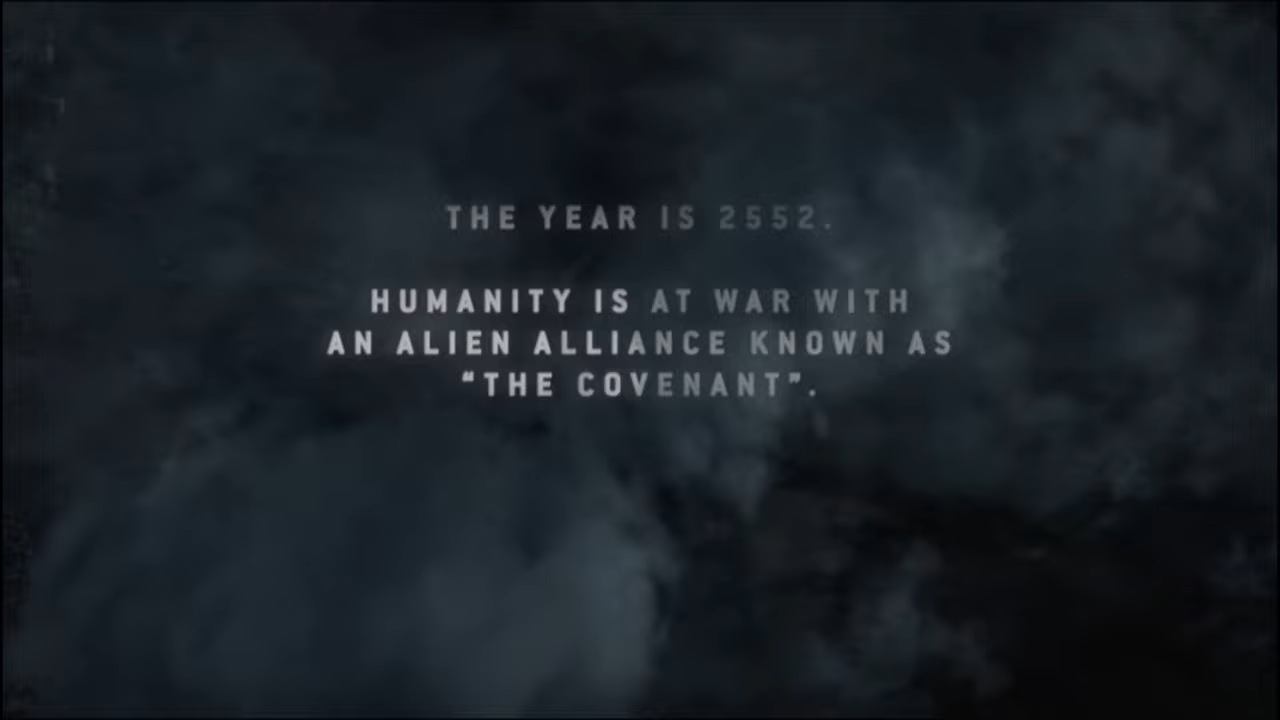 THE YEAR IS 2552.
HUMANITY IS AT WAR WITH
AN ALIEN ALLIANCE KNOWN AS
“THE COVENANT”.